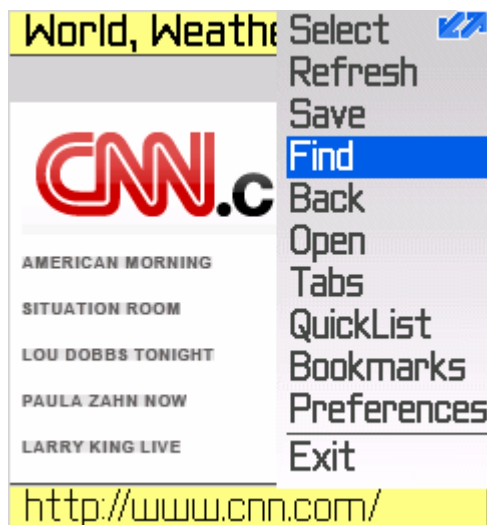 World, Weathe
Select
Refresh
Save
Find
Back
Open
Tabs
QuickList
Bookmarks
Preferences
Exit
CNN.c
AMERICAN MORNING
SITUATION ROOM
LOU DOBBS TONIGHT
PAULA ZAHN NOW
LARRY KING LIVE
http://www.cnn.com/